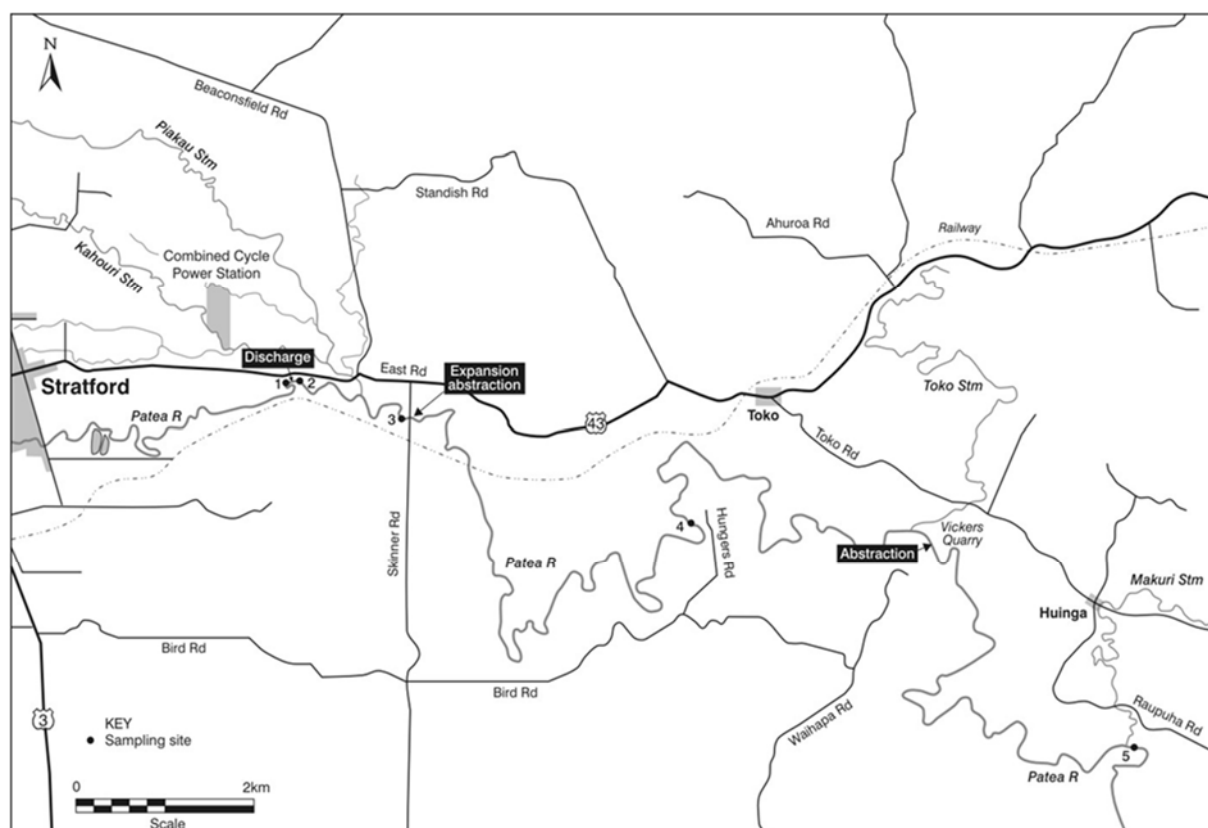 N
Beaconsfield Rd
Piakau Stm
Standish Rd
Ahuroa Rd
Railway
Kahouri Stm
Combined Cycle
Power Station
Discharge
East Rd
Expansion
abstraction
Stratford
1
2
Patea R
3
43
Toko
Toko Stm
Toko Rd
4
Hungers Rd
Skinner Rd
Patea R
Abstraction
Vickers
Quarry
Makuri Stm
Huinga
Bird Rd
Bird Rd
Waihapa Rd
Raupuha Rd
3
KEY
Sampling site
Patea R
5
0
2km
Scale